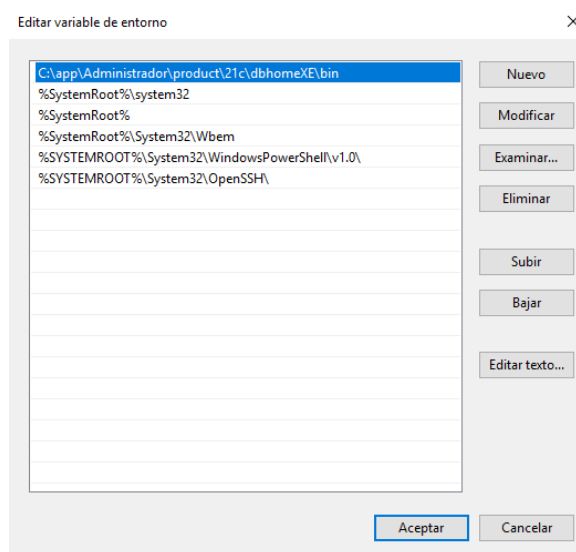 Editar variable de entorno
C:\app\Administrador\product\21c\dbhomeXE\bin
%SystemRoot%\system32
%SystemRoot%
%SystemRoot%\System32\Wbem
%SYSTEMROOT%\System32\WindowsPowerShell\v1.0\
%SYSTEMROOT%\System32\OpenSSH\
Nuevo
Modificar
Examinar...
Eliminar
Subir
Bajar
Editar texto...
Aceptar
Cancelar